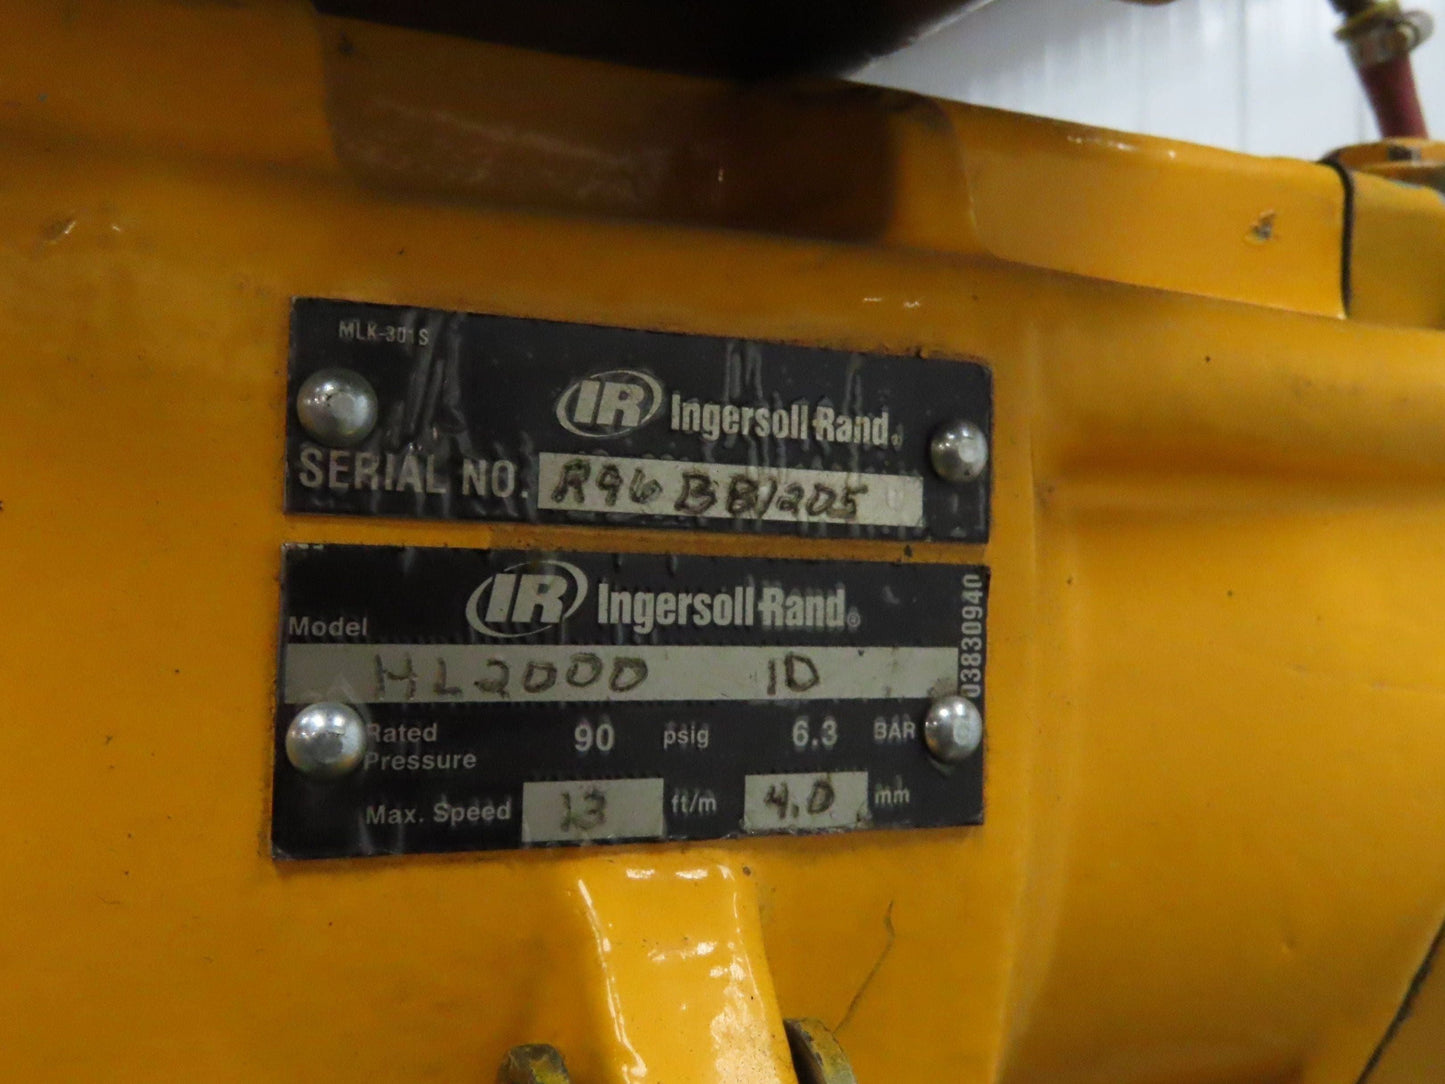 MLK-301S
IR Ingersoll-Rand®
SERIAL NO. R96BB1205
IR Ingersoll-Rand®
Model
HL2000 10
Rated Pressure 90 psig 6.3 BAR
Max. Speed 13 ft/m 4.0 mm
03830940